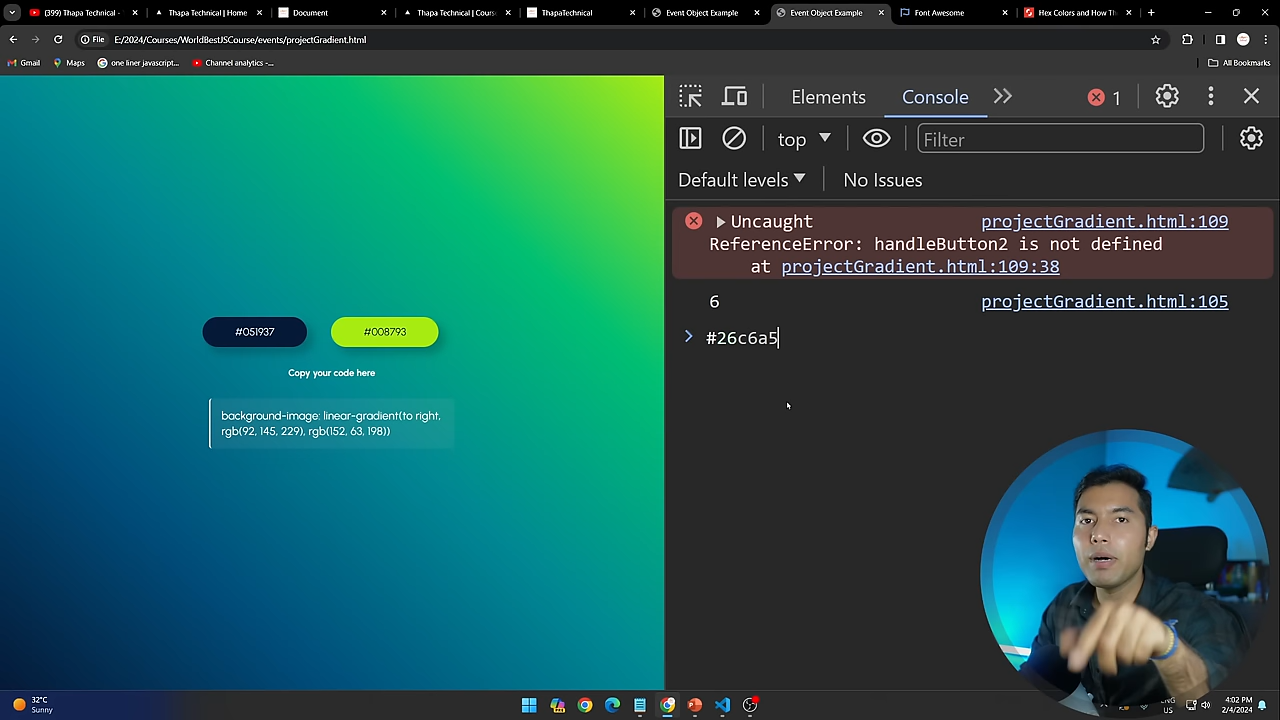 (399) Thapa Technical -
Thapa Technical | Home
Document
Thapa Technical | Cours
ThapaTechnical
Event Object Example
Event Object Example
Font Awesome
Hex Colors and How Th
File
E:/2024/Courses/WorldBestJSCourse/events/projectGradient.html
Gmail
Maps
one liner javascript...
Channel analytics -...
All Bookmarks
Elements
Console
1
top
Filter
Default levels
No Issues
Uncaught projectGradient.html:109
ReferenceError: handleButton2 is not defined
at projectGradient.html:109:38
6 projectGradient.html:105
> #26c6a5
#051937
#008793
Copy your code here
background-image: linear-gradient(to right,
rgb(92, 145, 229), rgb(152, 63, 198))
32°C
Sunny
ENG
US
4:02 PM
2/4/2024